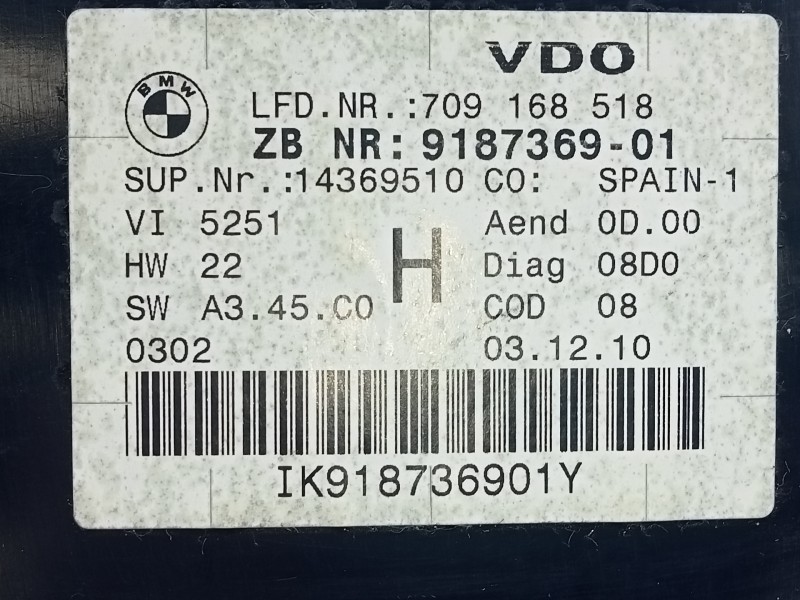 VDO
BMW
LFD.NR.:709 168 518
ZB NR: 9187369-01
SUP.Nr.:14369510 CO: SPAIN-1
VI 5251 Aend 0D.00
H
HW 22 Diag 08D0
SW A3.45.C0 COD 08
0302 03.12.10
IK918736901Y